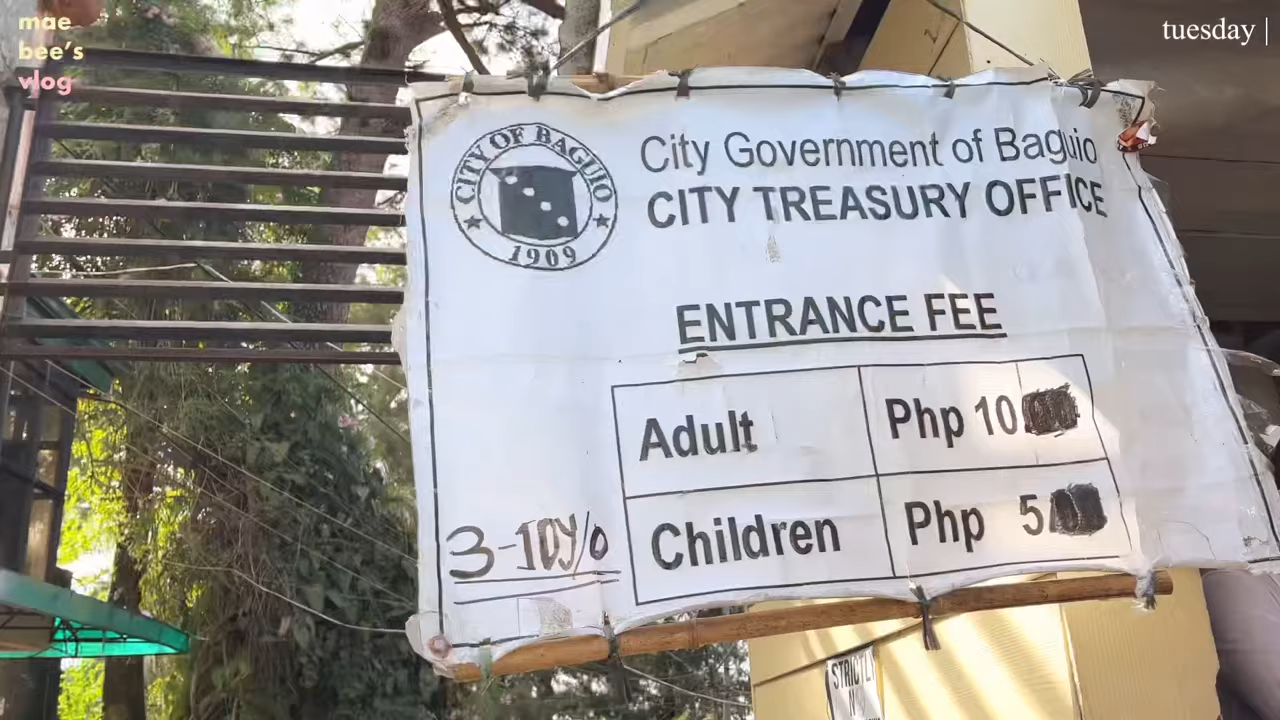 mae
bee's
vlog
tuesday |
CITY OF BAGUIO
1909
City Government of Baguio
CITY TREASURY OFFICE
ENTRANCE FEE
Adult Php 10
3-10y/o Children Php 5
STRICTLY